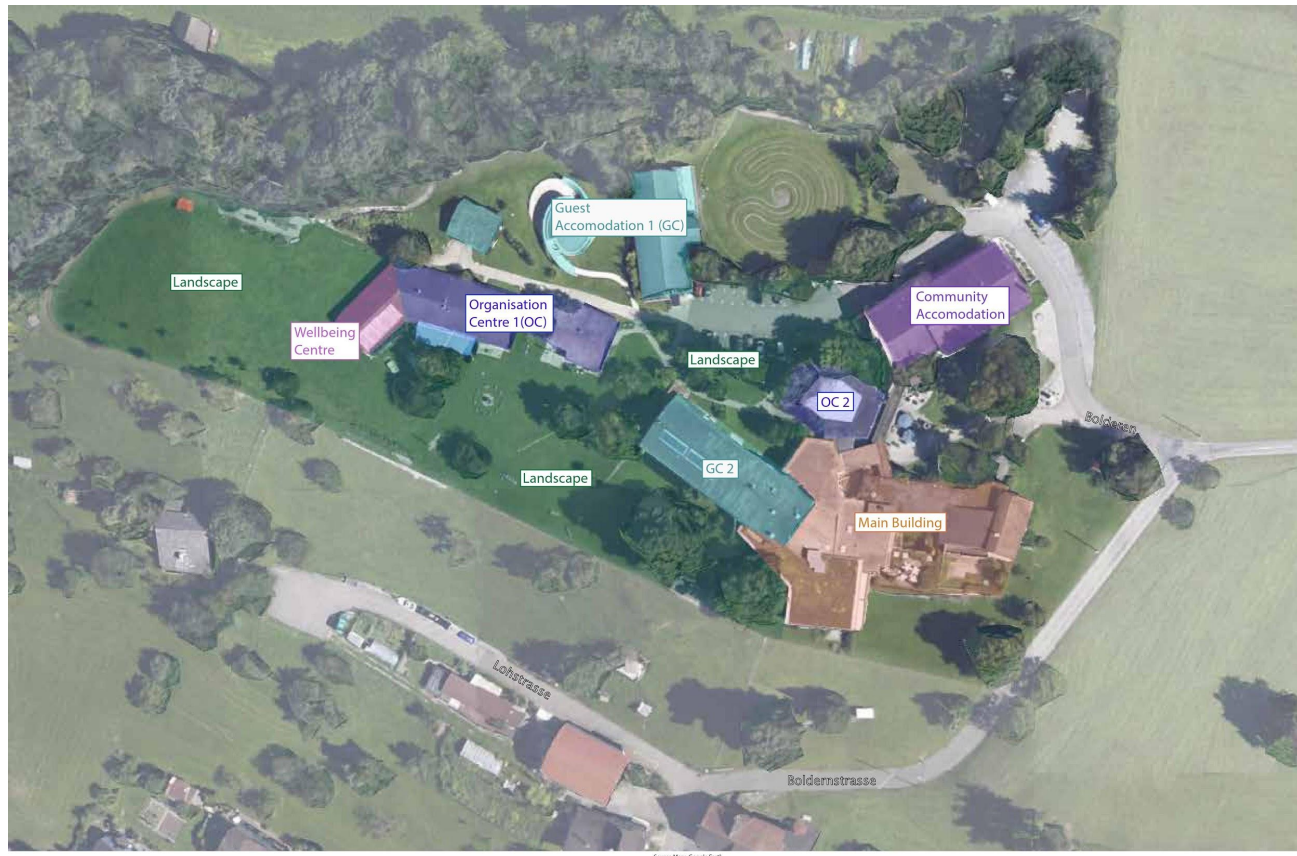 Guest
Accomodation 1 (GC)
Landscape
Organisation
Centre 1(OC)
Community
Accomodation
Wellbeing
Centre
Landscape
OC 2
Bolderen
GC 2
Landscape
Main Building
Lohstrasse
Boldernstrasse